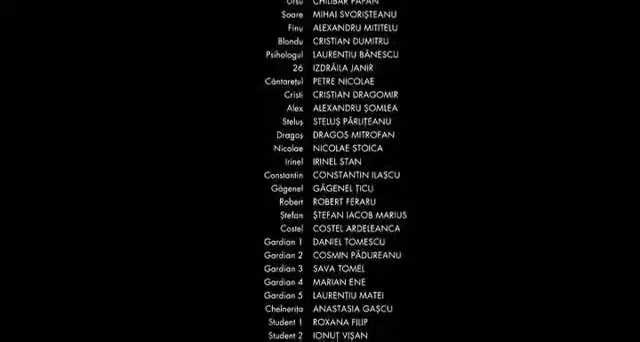 Ursu CHILIBAR PAPAN
Soare MIHAI SVORIȘTEANU
Finu ALEXANDRU MITITELU
Blondu CRISTIAN DUMITRU
Psihologul LAURENȚIU BĂNESCU
26 IZDRĂILA JANIR
Cântărețul PETRE NICOLAE
Cristi CRISTIAN DRAGOMIR
Alex ALEXANDRU ȘOMLEA
Steluș STELUȘ PÂRLIȚEANU
Dragoș DRAGOȘ MITROFAN
Nicolae NICOLAE STOICA
Irinel IRINEL STAN
Constantin CONSTANTIN ILAȘCU
Găgenel GĂGENEL ȚICU
Robert ROBERT FERARU
Ștefan ȘTEFAN IACOB MARIUS
Costel COSTEL ARDELEANCA
Gardian 1 DANIEL TOMESCU
Gardian 2 COSMIN PĂDUREANU
Gardian 3 SAVA TOMEL
Gardian 4 MARIAN ENE
Gardian 5 LAURENȚIU MATEI
Chelnerița ANASTASIA GAȘCU
Student 1 ROXANA FILIP
Student 2 IONUȚ VIȘAN